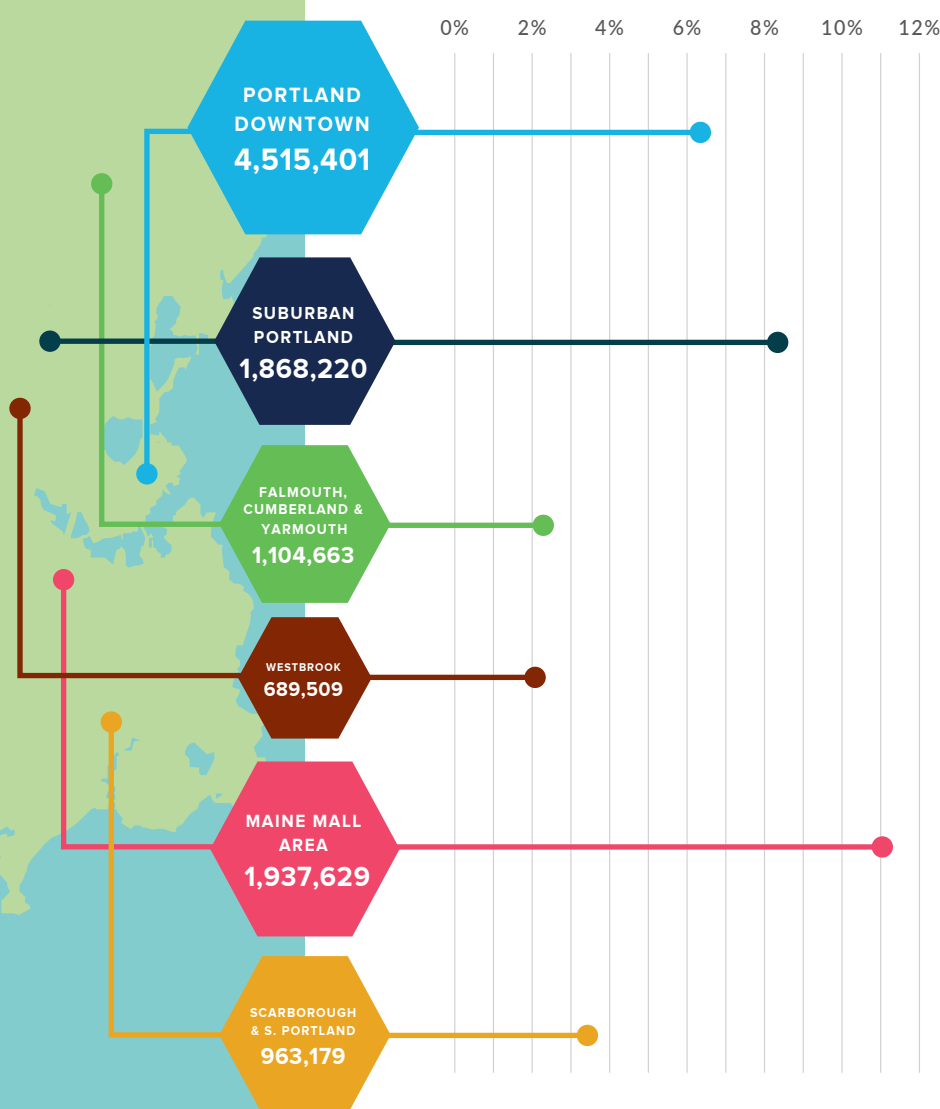 0% 2% 4% 6% 8% 10% 12%
PORTLAND
DOWNTOWN
4,515,401
SUBURBAN
PORTLAND
1,868,220
FALMOUTH,
CUMBERLAND &
YARMOUTH
1,104,663
WESTBROOK
689,509
MAINE MALL
AREA
1,937,629
SCARBOROUGH
& S. PORTLAND
963,179